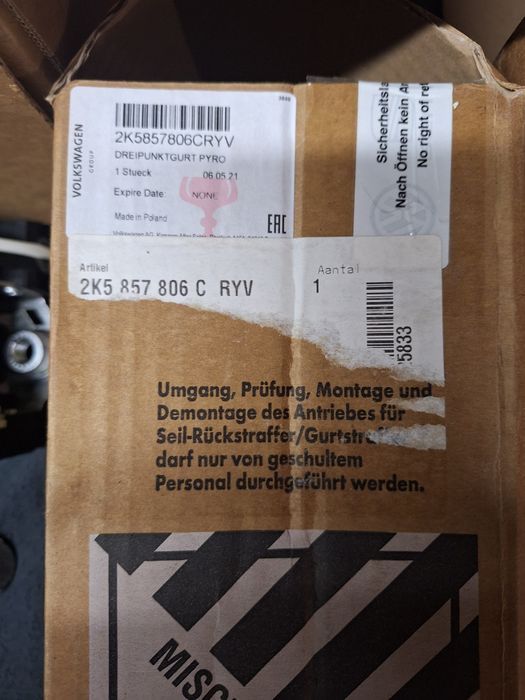 VOLKSWAGEN
GROUP
2K5857806CRYV
DREIPUNKTGURT PYRO
1 Stueck 06 05 21
Expire Date: NONE
Made in Poland
EAC
Sicherheitsla
Nach Öffnen kein A
No right of ret
Artikel
2K5 857 806 C RYV
Aantal
1
5833
Umgang, Prüfung, Montage und
Demontage des Antriebes für
Seil-Rückstraffer/Gurtstra
darf nur von geschultem
Personal durchgeführt werden.
MISC